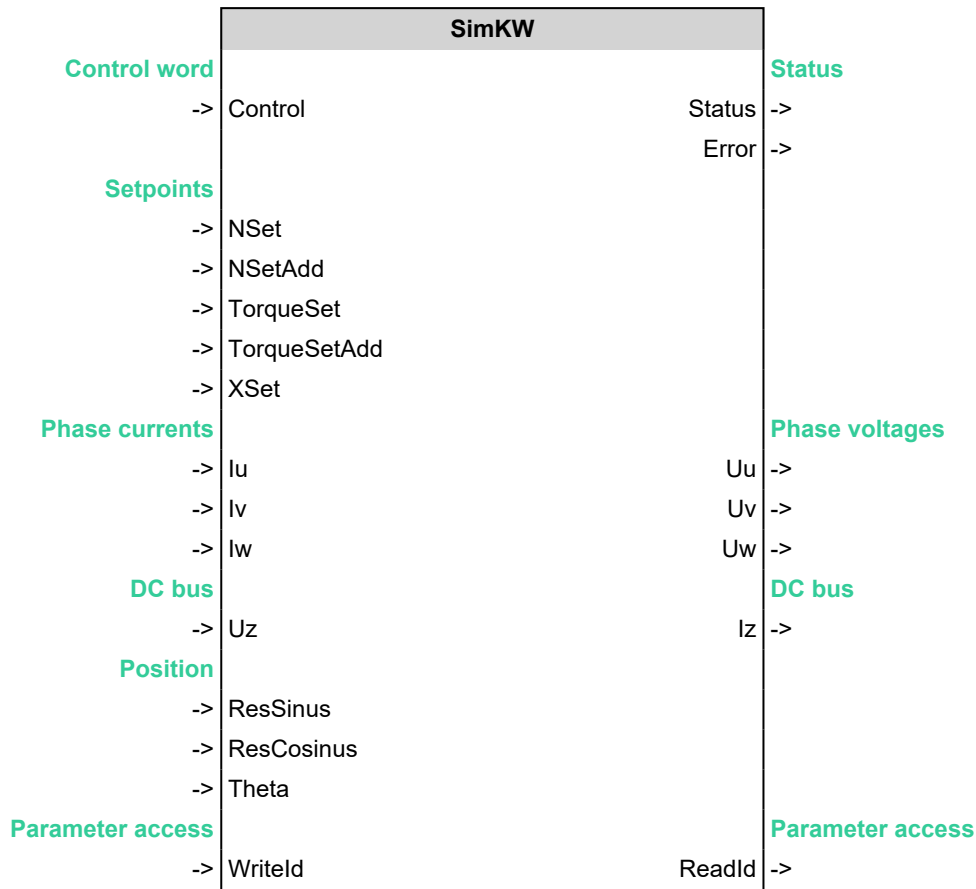 SimKW
Control word Status
-> Control Status ->
Error ->
Setpoints
-> NSet
-> NSetAdd
-> TorqueSet
-> TorqueSetAdd
-> XSet
Phase currents Phase voltages
-> Iu Uu ->
-> Iv Uv ->
-> Iw Uw ->
DC bus DC bus
-> Uz Iz ->
Position
-> ResSinus
-> ResCosinus
-> Theta
Parameter access Parameter access
-> WriteId ReadId ->